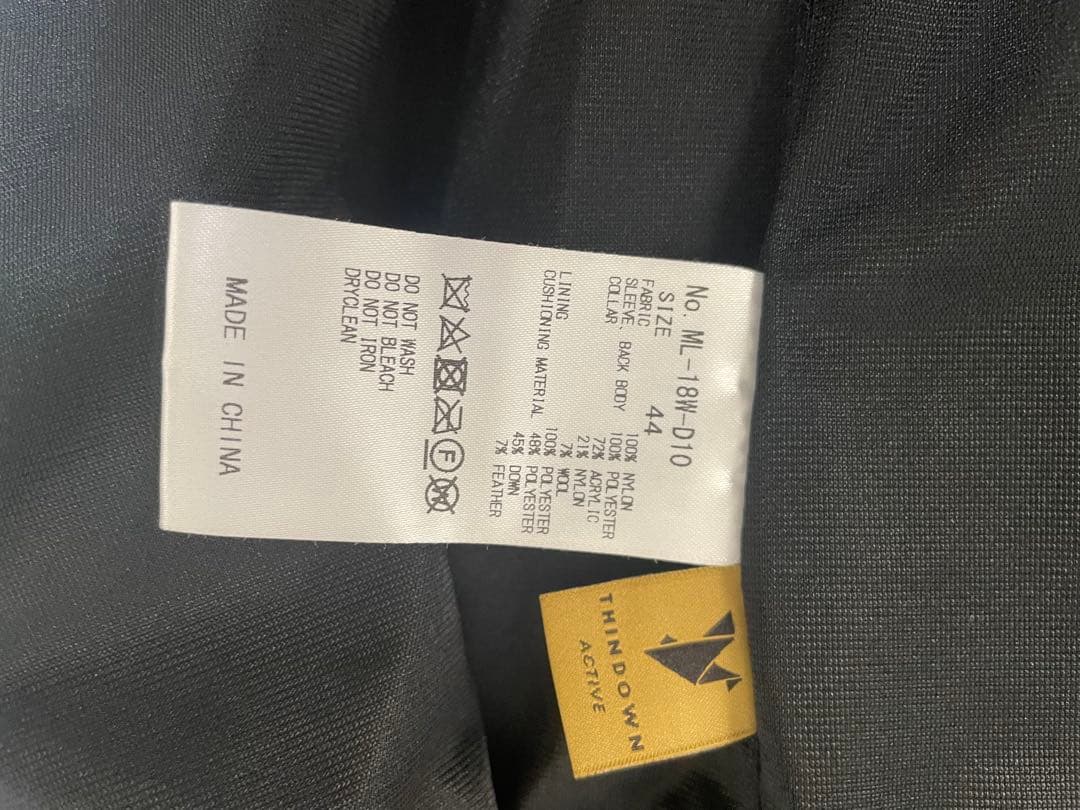 No. ML-18W-D10
SIZE 44
FABRIC 100% NYLON
SLEEVE, BACK BODY 100% POLYESTER
COLLAR 72% ACRYLIC
21% NYLON
7% WOOL
LINING 100% POLYESTER
CUSHIONING MATERIAL 48% POLYESTER
45% DOWN
7% FEATHER
F
W
DO NOT WASH
DO NOT BLEACH
DO NOT IRON
DRYCLEAN
MADE IN CHINA
THINDOWN
ACTIVE